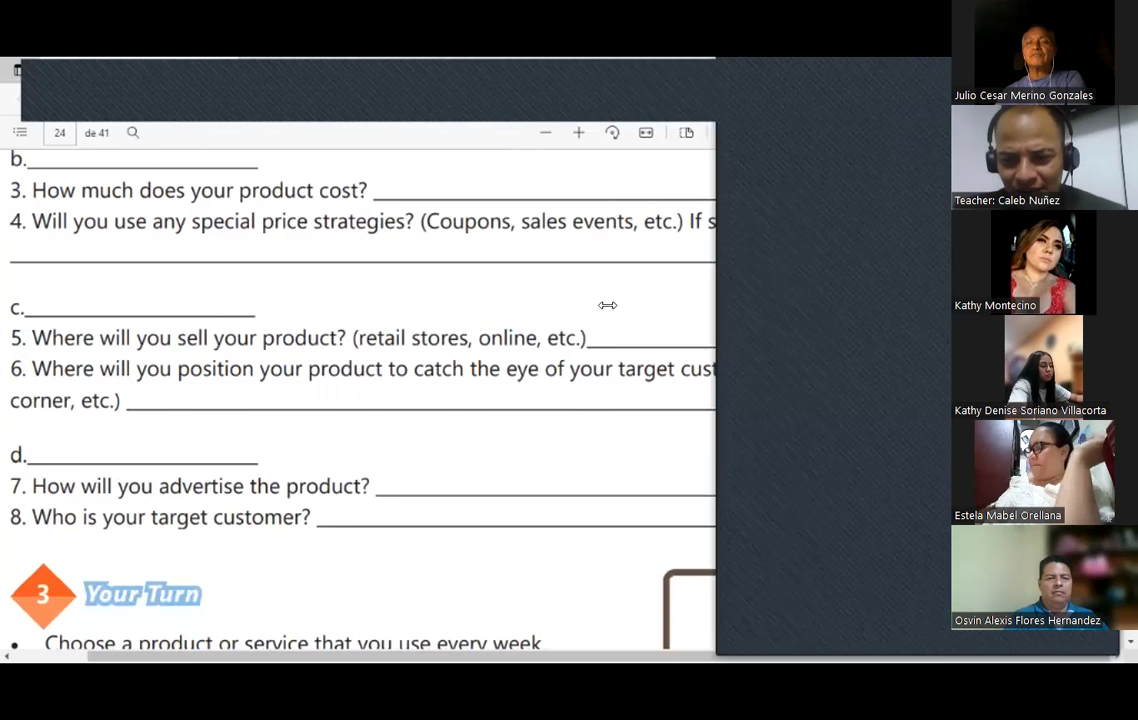 24 de 41
b.
3. How much does your product cost?
4. Will you use any special price strategies? (Coupons, sales events, etc.) If s
c.
5. Where will you sell your product? (retail stores, online, etc.)
6. Where will you position your product to catch the eye of your target cust
corner, etc.)
d.
7. How will you advertise the product?
8. Who is your target customer?
3 Your Turn
• Choose a product or service that you use every week
Julio Cesar Merino Gonzales
Teacher: Caleb Nuñez
Kathy Montecino
Kathy Denise Soriano Villacorta
Estela Mabel Orellana
Osvin Alexis Flores Hernandez